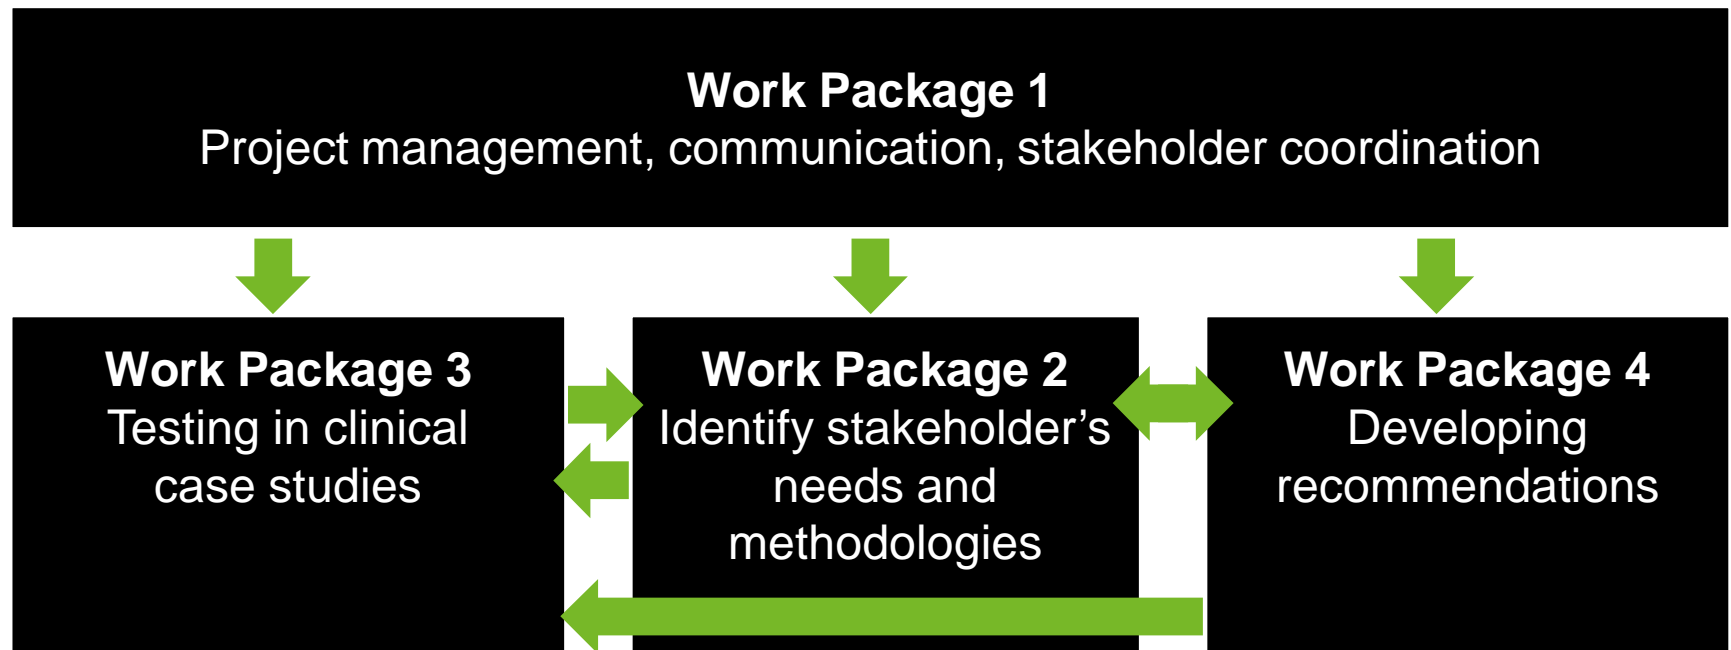 Work Package 1
Project management, communication, stakeholder coordination
Work Package 3
Testing in clinical
case studies
Work Package 2
Identify stakeholder’s
needs and
methodologies
Work Package 4
Developing
recommendations